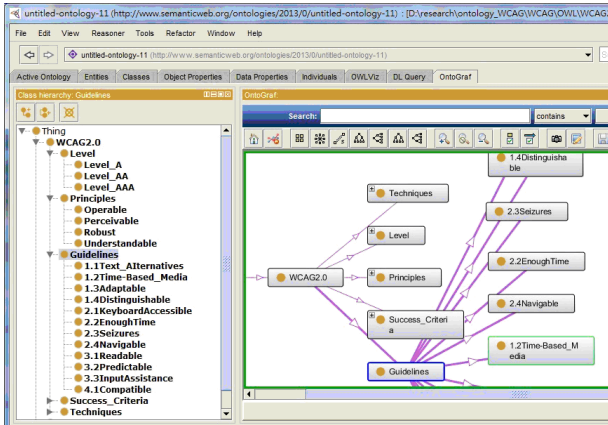 untitled-ontology-11 (http://www.semanticweb.org/ontologies/2013/0/untitled-ontology-11) : [D:\research\ontology_WCAG\WCAG\OWL\WCAG
File Edit View Reasoner Tools Refactor Window Help
untitled-ontology-11 (http://www.semanticweb.org/ontologies/2013/0/untitled-ontology-11)
Active Ontology Entities Classes Object Properties Data Properties Individuals OWLViz DL Query OntoGraf
Class hierarchy: Guidelines
Thing
WCAG2.0
Level
Level_A
Level_AA
Level_AAA
Principles
Operable
Perceivable
Robust
Understandable
Guidelines
1.1Text_Alternatives
1.2Time-Based_Media
1.3Adaptable
1.4Distinguishable
2.1KeyboardAccessible
2.2EnoughTime
2.3Seizures
2.4Navigable
3.1Readable
3.2Predictable
3.3InputAssistance
4.1Compatible
Success_Criteria
Techniques
OntoGraf:
Search: contains
1.4Distinguisha
ble
Techniques
2.3Seizures
Level
2.2EnoughTime
WCAG2.0
Principles
2.4Navigable
Success_Criteri
a
1.2Time-Based_M
edia
Guidelines